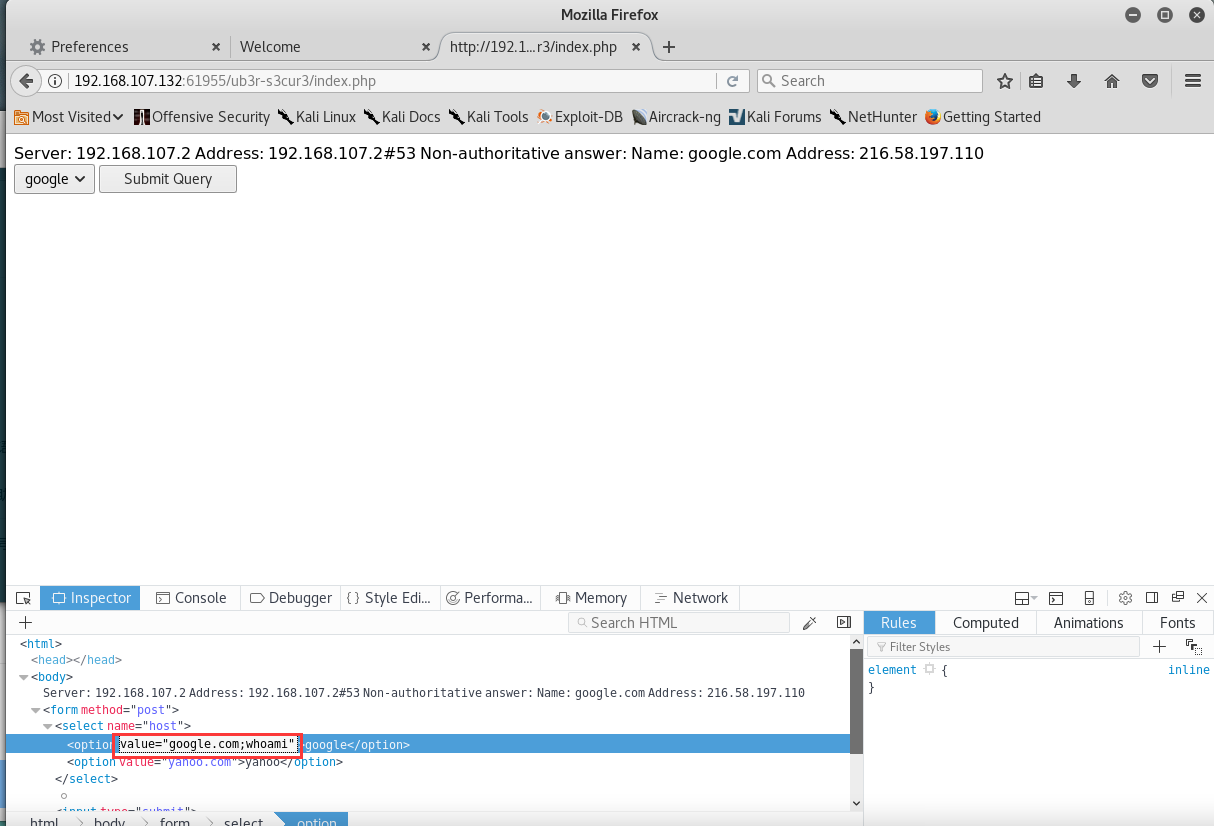 Mozilla Firefox
Preferences Welcome http://192.1...r3/index.php
192.168.107.132:61955/ub3r-s3cur3/index.php Search
Most Visited Offensive Security Kali Linux Kali Docs Kali Tools Exploit-DB Aircrack-ng Kali Forums NetHunter Getting Started
Server: 192.168.107.2 Address: 192.168.107.2#53 Non-authoritative answer: Name: google.com Address: 216.58.197.110
google Submit Query
Inspector Console Debugger Style Edi... Performa... Memory Network
Search HTML Rules Computed Animations Fonts
<html> Filter Styles
<head></head> element { inline
<body> }
Server: 192.168.107.2 Address: 192.168.107.2#53 Non-authoritative answer: Name: google.com Address: 216.58.197.110
<form method="post">
<select name="host">
<option value="google.com;whoami" google</option>
<option value="yahoo.com">yahoo</option>
</select>
<input type="submit">
html body form select option